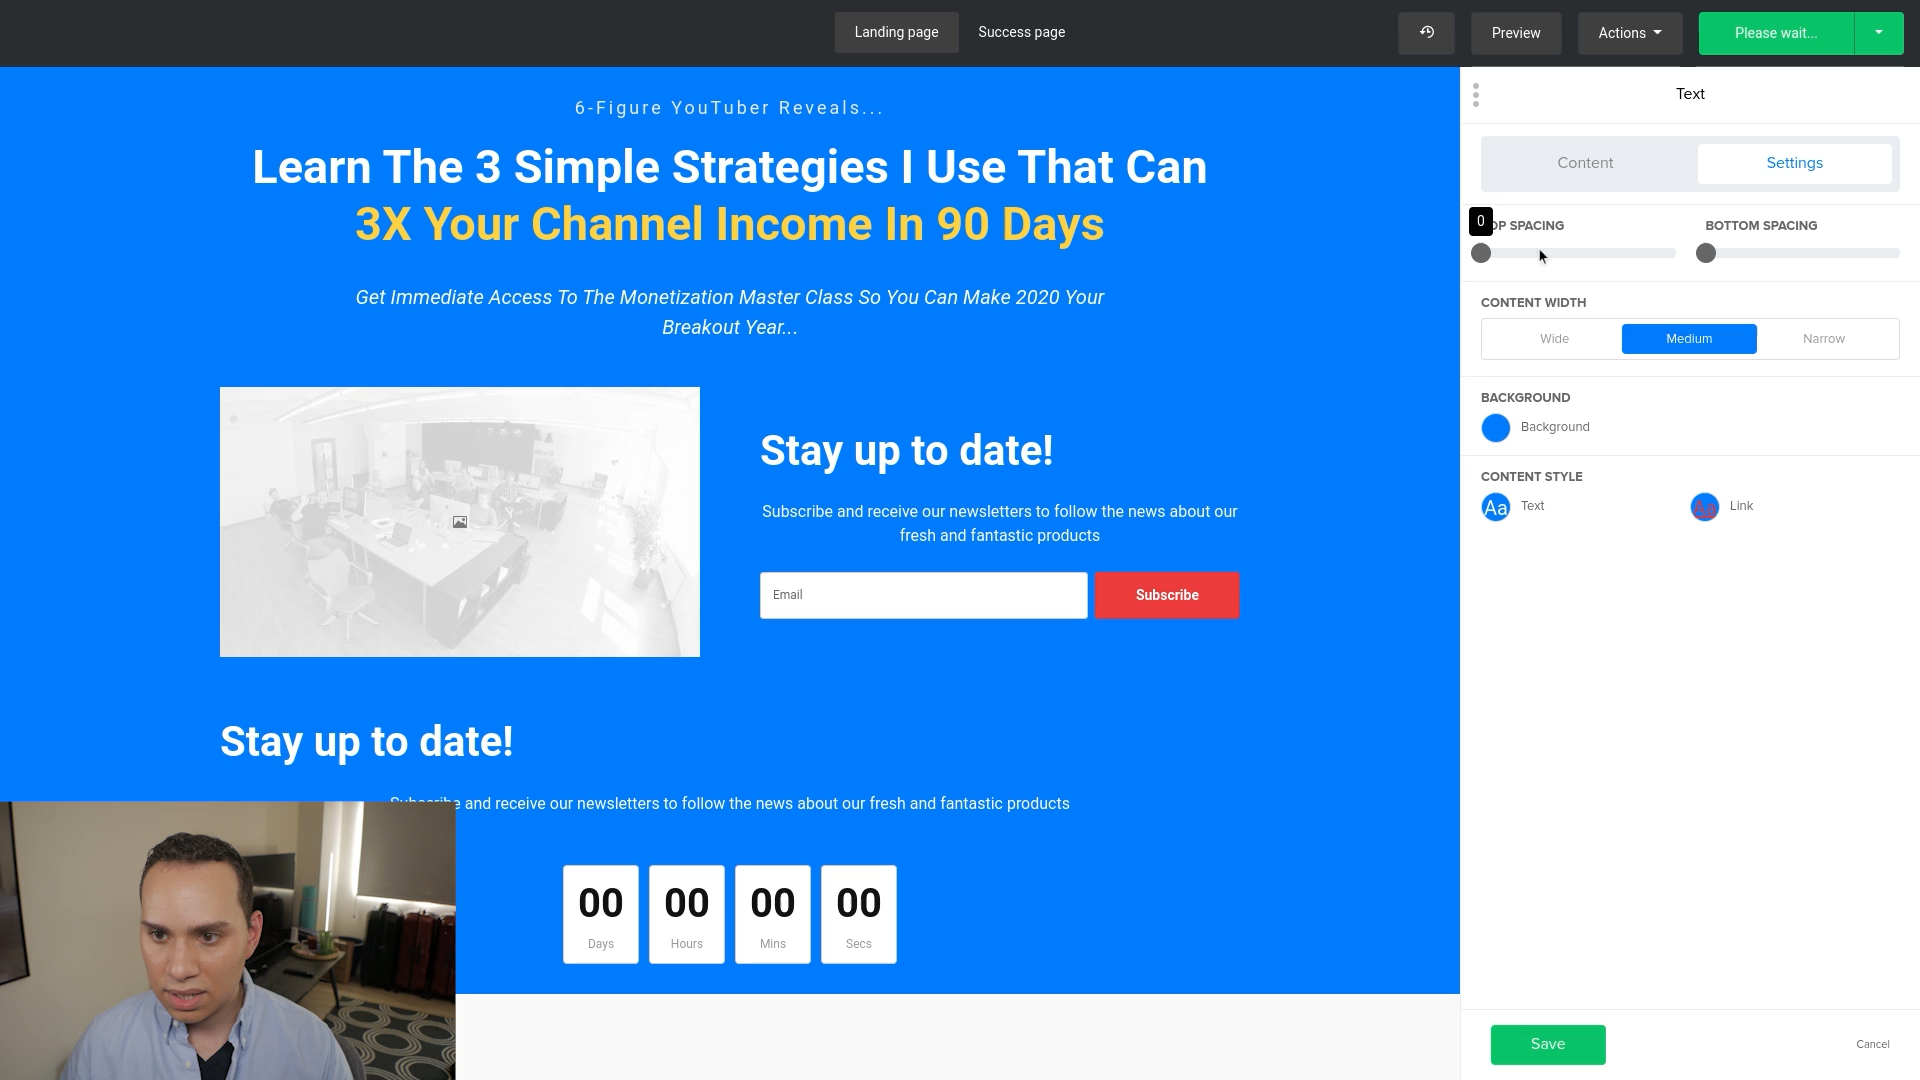 Landing page
Success page
Preview
Actions
Please wait...
6-Figure YouTuber Reveals...
Learn The 3 Simple Strategies I Use That Can
3X Your Channel Income In 90 Days
Get Immediate Access To The Monetization Master Class So You Can Make 2020 Your
Breakout Year...
Stay up to date!
Subscribe and receive our newsletters to follow the news about our
fresh and fantastic products
Email
Subscribe
Stay up to date!
Subscribe and receive our newsletters to follow the news about our fresh and fantastic products
00 00 00 00
Days Hours Mins Secs
Text
Content
Settings
0
OP SPACING
BOTTOM SPACING
CONTENT WIDTH
Wide
Medium
Narrow
BACKGROUND
Background
CONTENT STYLE
Aa Text
Aa Link
Save
Cancel